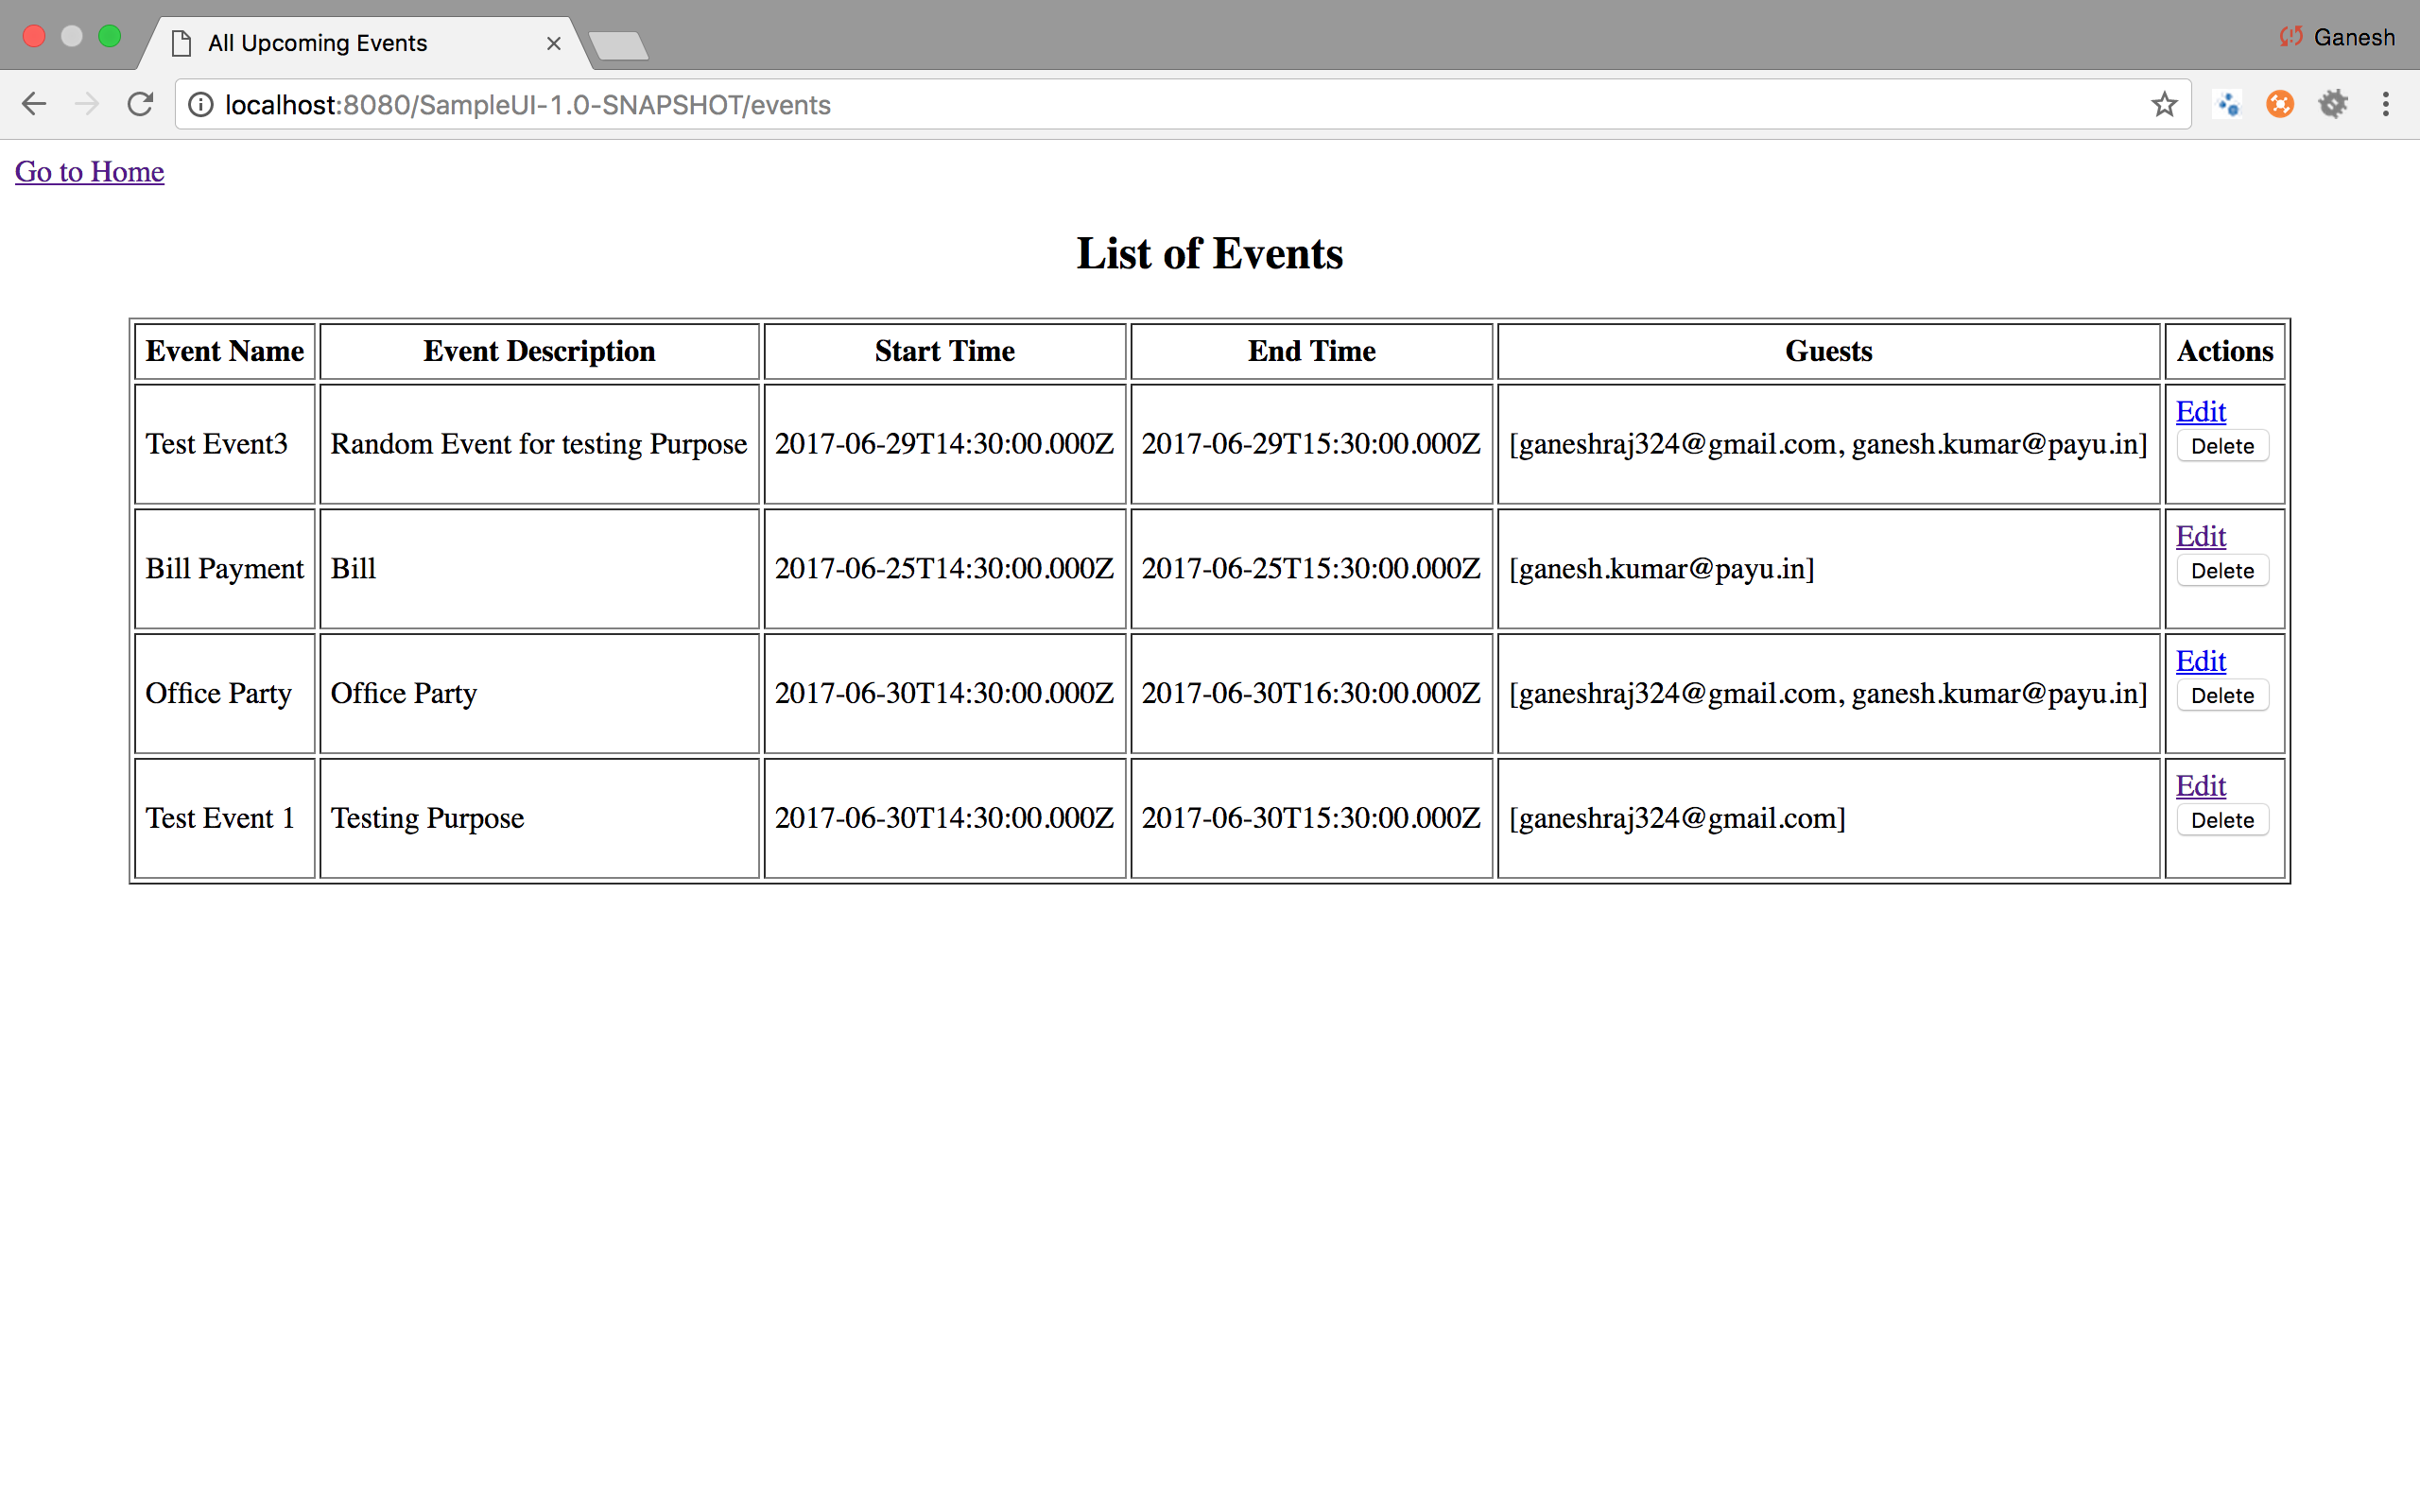 All Upcoming Events
Ganesh
localhost:8080/SampleUI-1.0-SNAPSHOT/events
Go to Home
List of Events
Event Name Event Description Start Time End Time Guests Actions
Test Event3 Random Event for testing Purpose 2017-06-29T14:30:00.000Z 2017-06-29T15:30:00.000Z [ganeshraj324@gmail.com, ganesh.kumar@payu.in] Edit
Delete
Bill Payment Bill 2017-06-25T14:30:00.000Z 2017-06-25T15:30:00.000Z [ganesh.kumar@payu.in] Edit
Delete
Office Party Office Party 2017-06-30T14:30:00.000Z 2017-06-30T16:30:00.000Z [ganeshraj324@gmail.com, ganesh.kumar@payu.in] Edit
Delete
Test Event 1 Testing Purpose 2017-06-30T14:30:00.000Z 2017-06-30T15:30:00.000Z [ganeshraj324@gmail.com] Edit
Delete